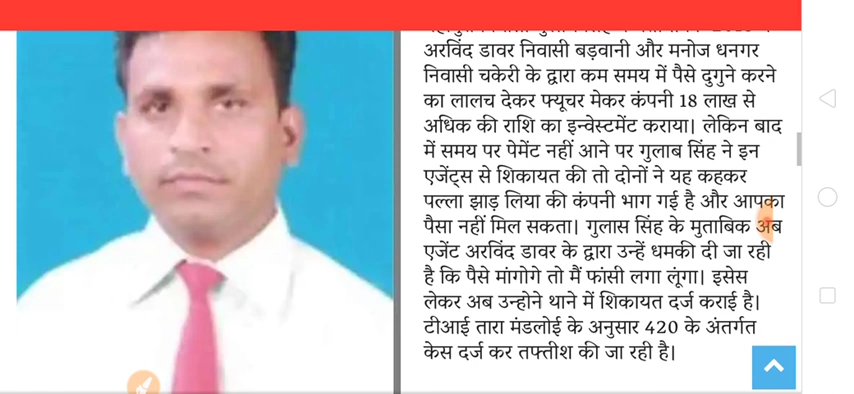 अरविंद डावर निवासी बड़वानी और मनोज धनगर
निवासी चकेरी के द्वारा कम समय में पैसे दुगुने करने
का लालच देकर फ्यूचर मेकर कंपनी 18 लाख से
अधिक की राशि का इन्वेस्टमेंट कराया। लेकिन बाद
में समय पर पेमेंट नहीं आने पर गुलाब सिंह ने इन
एजेंट्स से शिकायत की तो दोनों ने यह कहकर
पल्ला झाड़ लिया की कंपनी भाग गई है और आपका
पैसा नहीं मिल सकता। गुलास सिंह के मुताबिक अब
एजेंट अरविंद डावर के द्वारा उन्हें धमकी दी जा रही
है कि पैसे मांगोगे तो मैं फांसी लगा लूंगा। इसेस
लेकर अब उन्होने थाने में शिकायत दर्ज कराई है।
टीआई तारा मंडलोई के अनुसार 420 के अंतर्गत
केस दर्ज कर तफ्तीश की जा रही है।